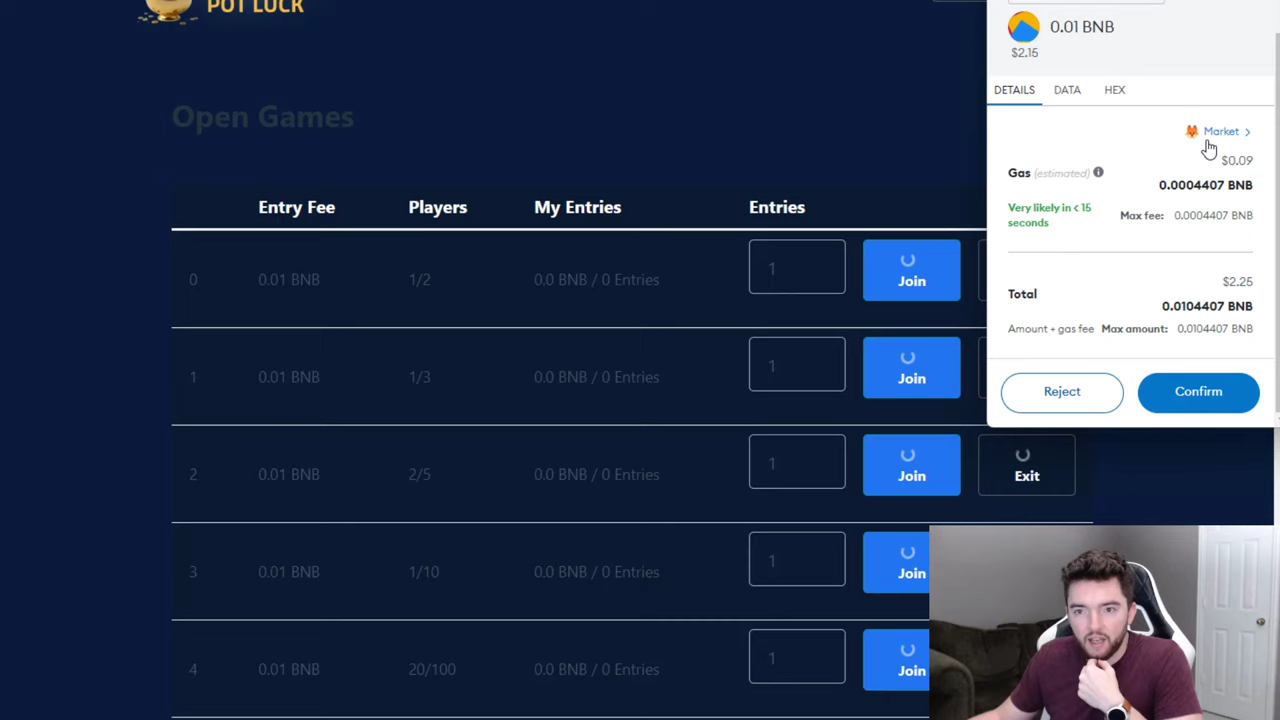 POT LUCK
0.01 BNB
$2.15
DETAILS DATA HEX
Market >
$0.09
Gas (estimated) i 0.0004407 BNB
Very likely in < 15 seconds Max fee: 0.0004407 BNB
$2.25
Total 0.0104407 BNB
Amount + gas fee Max amount: 0.0104407 BNB
Reject Confirm
Open Games
Entry Fee Players My Entries Entries
0 0.01 BNB 1/2 0.0 BNB / 0 Entries 1 Join
1 0.01 BNB 1/3 0.0 BNB / 0 Entries 1 Join
2 0.01 BNB 2/5 0.0 BNB / 0 Entries 1 Join Exit
3 0.01 BNB 1/10 0.0 BNB / 0 Entries 1 Join
4 0.01 BNB 20/100 0.0 BNB / 0 Entries 1 Join